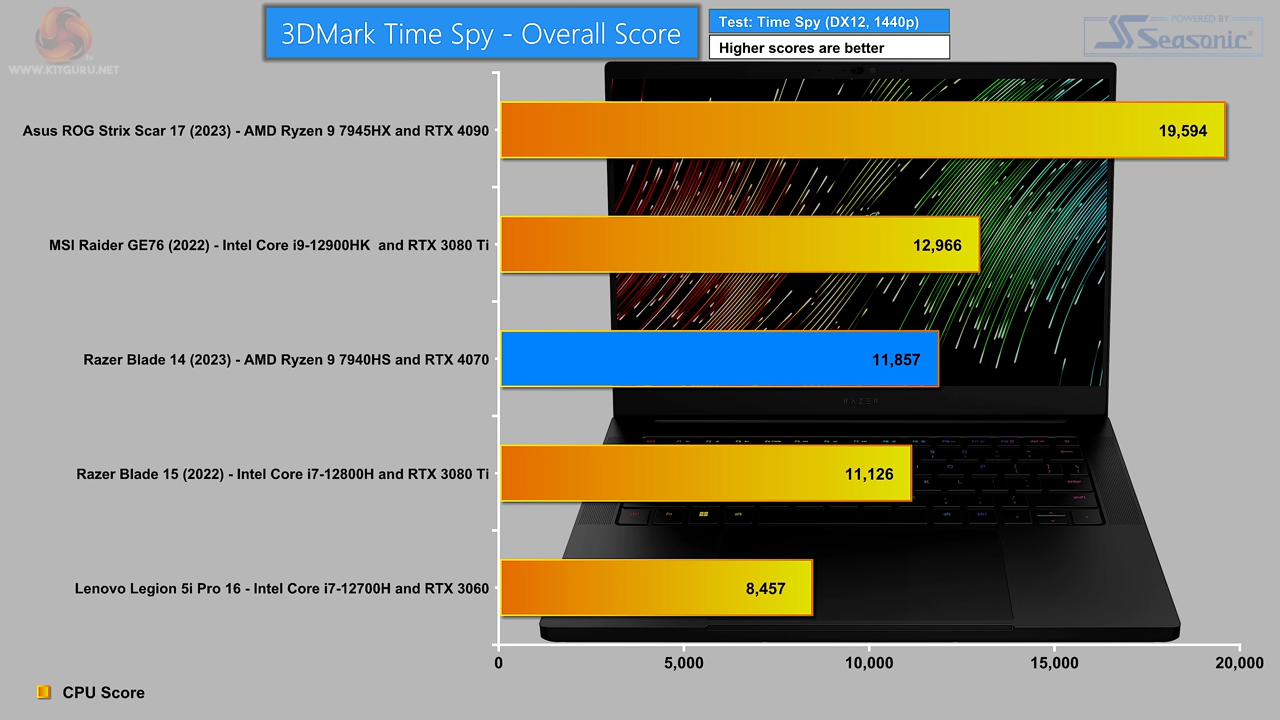 3DMark Time Spy - Overall Score
Test: Time Spy (DX12, 1440p)
Higher scores are better
POWERED BY
Seasonic
WWW.KITGURU.NET
Asus ROG Strix Scar 17 (2023) - AMD Ryzen 9 7945HX and RTX 4090
19,594
MSI Raider GE76 (2022) - Intel Core i9-12900HK  and RTX 3080 Ti
12,966
Razer Blade 14 (2023) - AMD Ryzen 9 7940HS and RTX 4070
11,857
RAZER
Razer Blade 15 (2022) - Intel Core i7-12800H and RTX 3080 Ti
11,126
Lenovo Legion 5i Pro 16 - Intel Core i7-12700H and RTX 3060
8,457
0
5,000
10,000
15,000
20,000
CPU Score